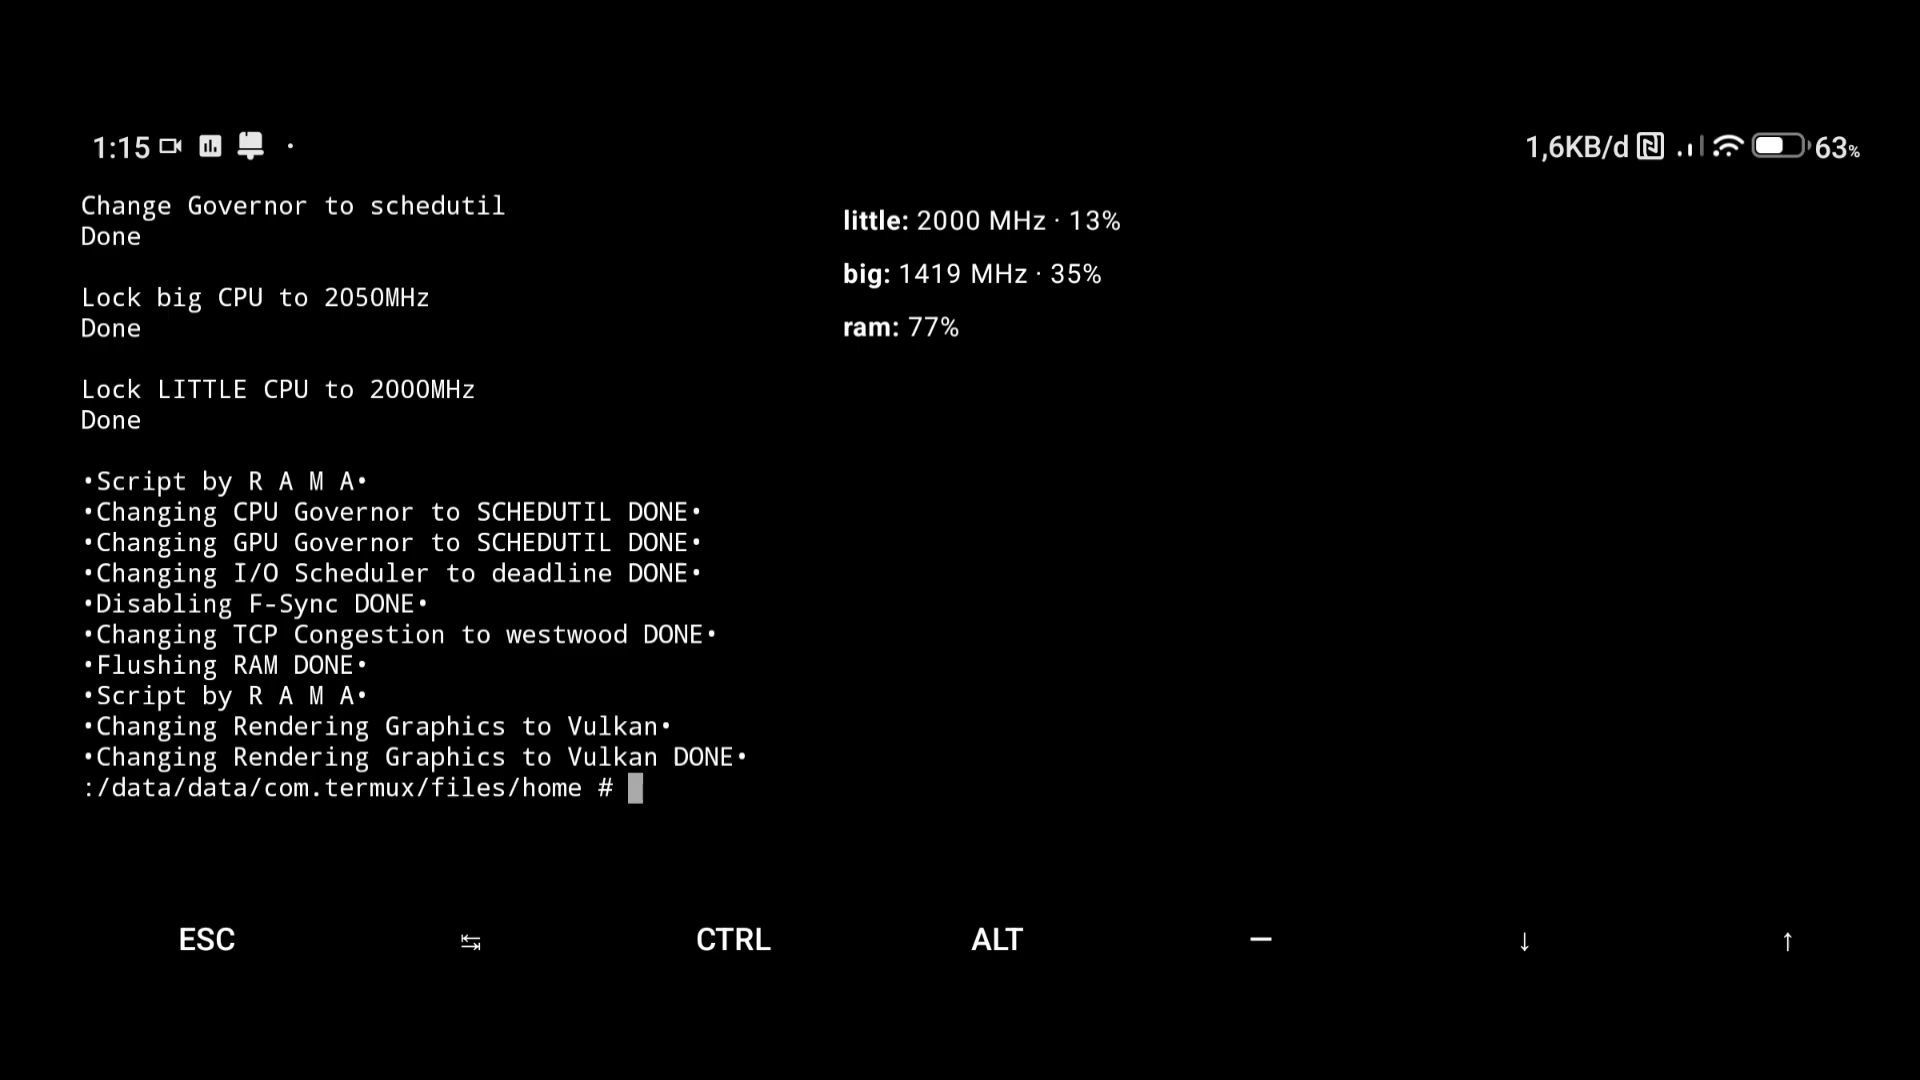 1:15 1,6KB/d 63%
Change Governor to schedutil
Done
Lock big CPU to 2050MHz
Done
Lock LITTLE CPU to 2000MHz
Done
•Script by R A M A•
•Changing CPU Governor to SCHEDUTIL DONE•
•Changing GPU Governor to SCHEDUTIL DONE•
•Changing I/O Scheduler to deadline DONE•
•Disabling F-Sync DONE•
•Changing TCP Congestion to westwood DONE•
•Flushing RAM DONE•
•Script by R A M A•
•Changing Rendering Graphics to Vulkan•
•Changing Rendering Graphics to Vulkan DONE•
:/data/data/com.termux/files/home #
little: 2000 MHz · 13%
big: 1419 MHz · 35%
ram: 77%
ESC ↹ CTRL ALT — ↓ ↑